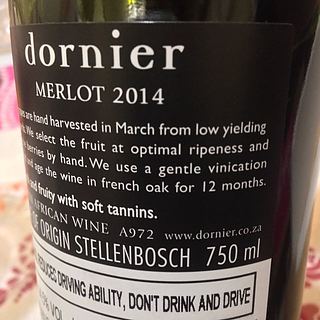 dornier
MERLOT 2014
are hand harvested in March from low yielding
We select the fruit at optimal ripeness and
berries by hand. We use a gentle vinication
and age the wine in french oak for 12 months.
and fruity with soft tannins.
AFRICAN WINE A972 www.dornier.co.za
OF ORIGIN STELLENBOSCH 750 ml
REDUCES DRIVING ABILITY, DON'T DRINK AND DRIVE
VOL